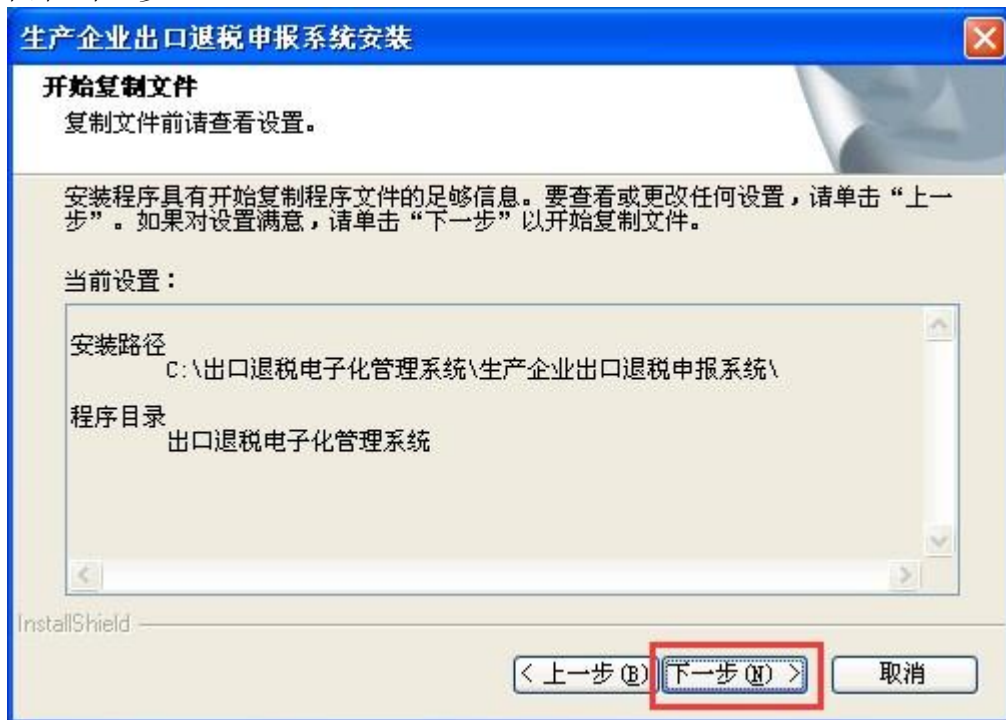 生产企业出口退税申报系统安装
开始复制文件
复制文件前请查看设置。
安装程序具有开始复制程序文件的足够信息。要查看或更改任何设置，请单击“上一
步”。如果对设置满意，请单击“下一步”以开始复制文件。
当前设置：
安装路径
C:\出口退税电子化管理系统\生产企业出口退税申报系统\
程序目录
出口退税电子化管理系统
InstallShield
< 上一步(B) 下一步(N) > 取消